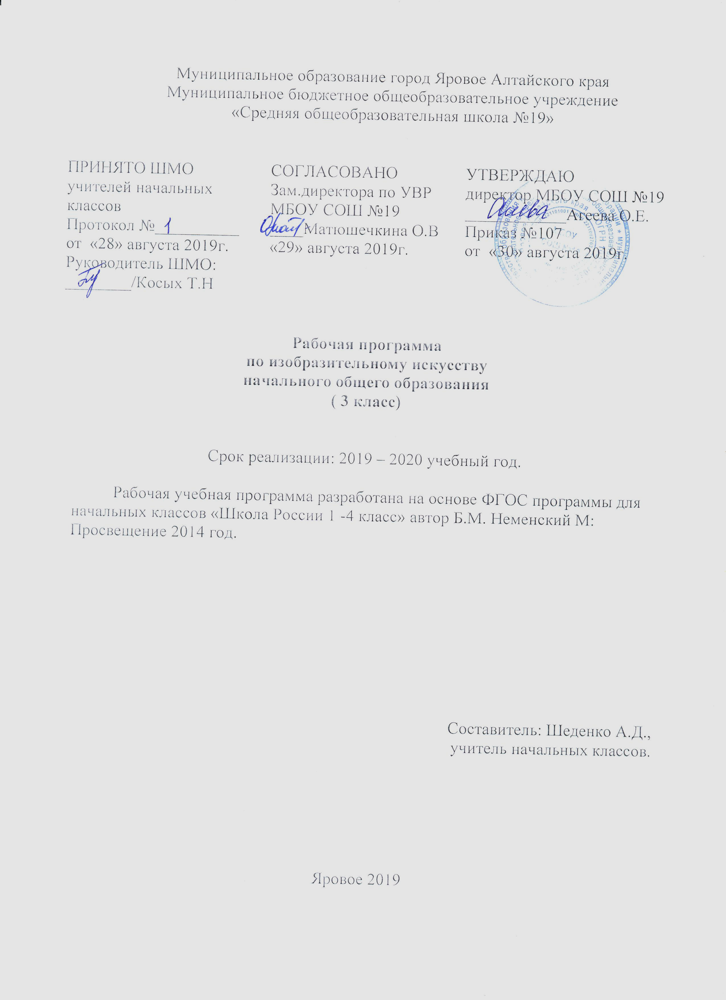 Муниципальное образование город Яровое Алтайского края
Муниципальное бюджетное общеобразовательное учреждение
«Средняя общеобразовательная школа №19»
ПРИНЯТО ШМО
учителей начальных
классов
Протокол № 1
от «28» августа 2019г.
Руководитель ШМО:
/Косых Т.Н
СОГЛАСОВАНО
Зам.директора по УВР
МБОУ СОШ №19
Матюшечкина О.В
«29» августа 2019г.
УТВЕРЖДАЮ
директор МБОУ СОШ №19
Агеева О.Е.
Приказ №107
от «30» августа 2019г.
Рабочая программа
по изобразительному искусству
начального общего образования
( 3 класс)
Срок реализации: 2019 – 2020 учебный год.
Рабочая учебная программа разработана на основе ФГОС программы для
начальных классов «Школа России 1 -4 класс» автор Б.М. Неменский М:
Просвещение 2014 год.
Составитель: Шеденко А.Д.,
учитель начальных классов.
Яровое 2019